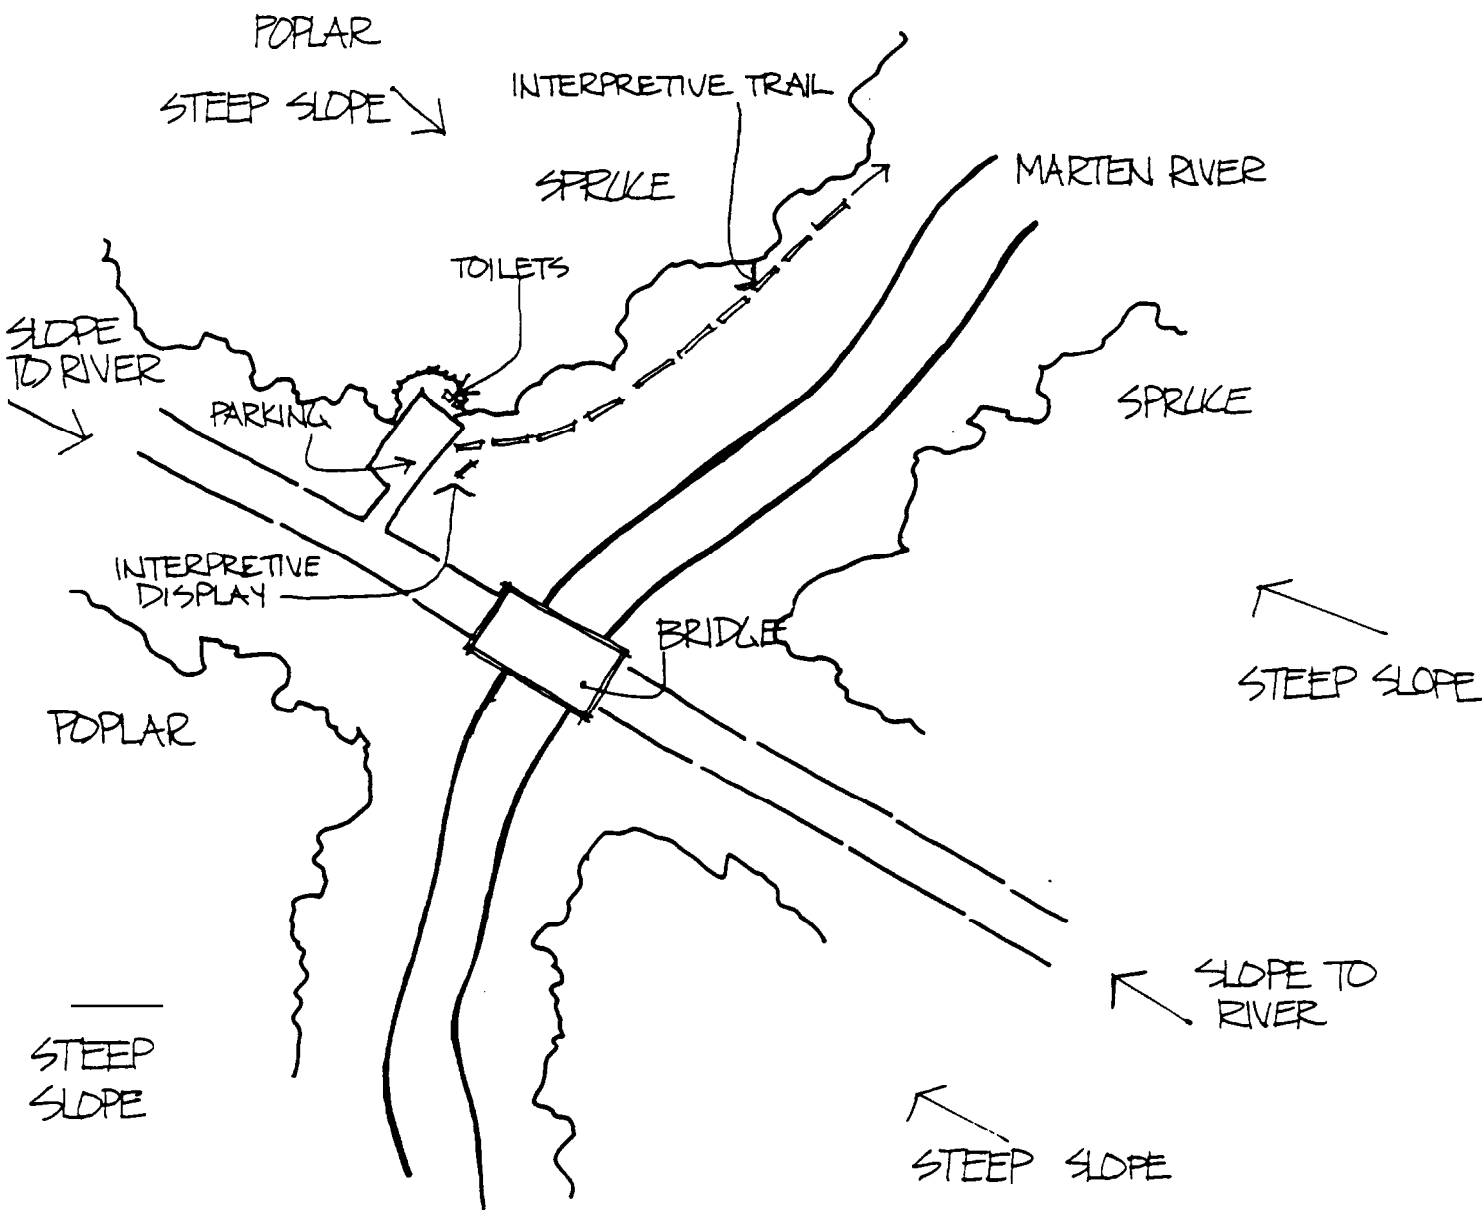 POPLAR
STEEP SLOPE
INTERPRETIVE TRAIL
SPRUCE
MARTEN RIVER
TOILETS
SLOPE
TO RIVER
PARKING
SPRUCE
INTERPRETIVE
DISPLAY
BRIDGE
STEEP SLOPE
POPLAR
SLOPE TO
RIVER
STEEP
SLOPE
STEEP SLOPE